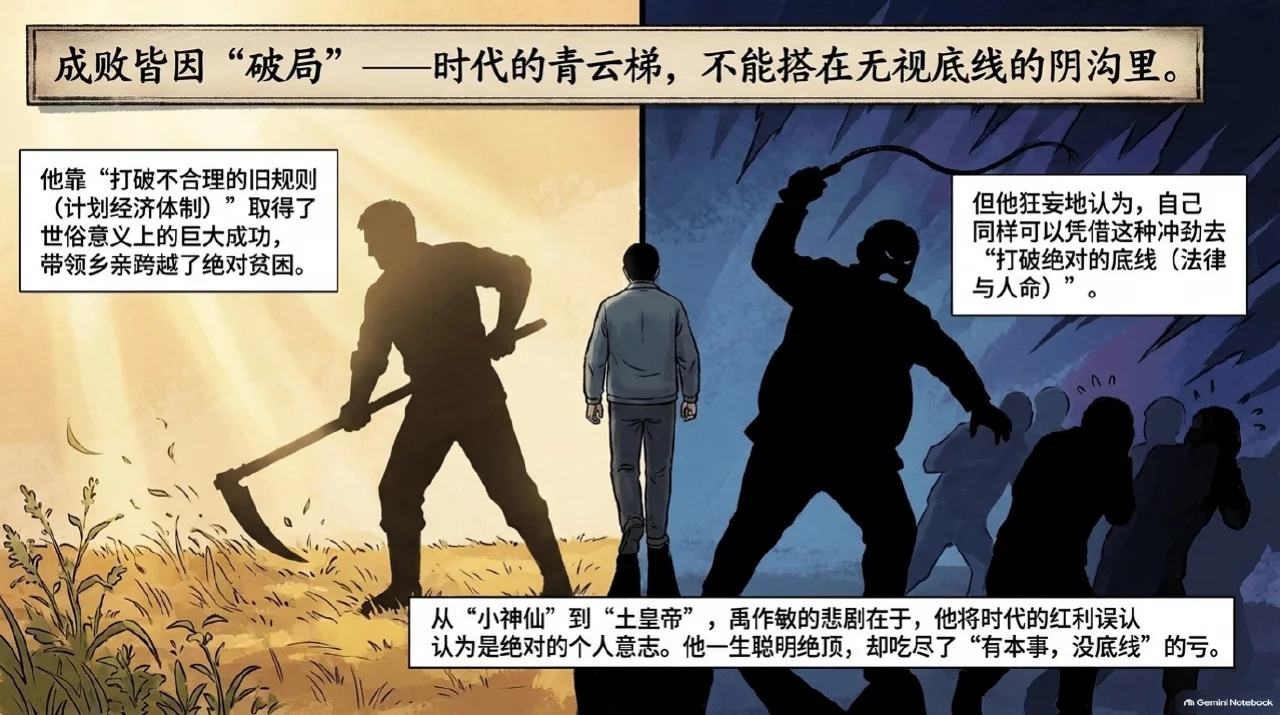 成败皆因“破局”——时代的青云梯，不能搭在无视底线的阴沟里。
他靠“打破不合理的旧规则
（计划经济体制）”取得了
世俗意义上的巨大成功，
带领乡亲跨越了绝对贫困。
但他狂妄地认为，自己
同样可以凭借这种冲劲去
“打破绝对的底线（法律
与人命）”。
从“小神仙”到“土皇帝”，禹作敏的悲剧在于，他将时代的红利误认
认为是绝对的个人意志。他一生聪明绝顶，却吃尽了“有本事，没底线”的亏。
Gemini Notebook